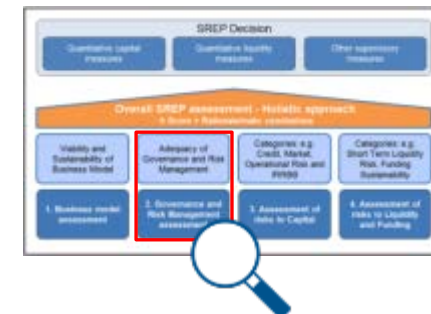 SREP Decision
Quantitative capital
measures
Quantitative liquidity
measures
Other supervisory
measures
Overall SREP assessment - Holistic approach
Viability and
Sustainability of
Business Model
Adequacy of
Governance and Risk
Management
Categories: e.g.
Credit, Market,
Operational Risk and
IRRBB
Categories: e.g.
Short Term Liquidity
Risk, Funding
Sustainability
1. Business model
assessment
2. Governance and
Risk Management
assessment
3. Assessment of
risks to Capital
4. Assessment of
risks to Liquidity
and Funding